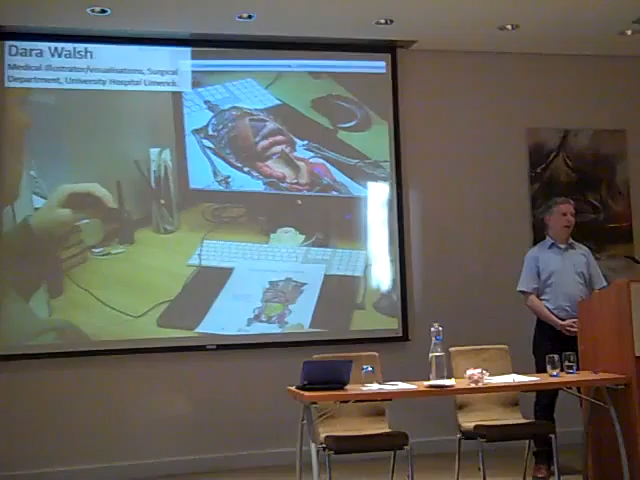 Dara Walsh
Medical illustrator/visualisations, Surgical
Department, University Hospital Limerick.